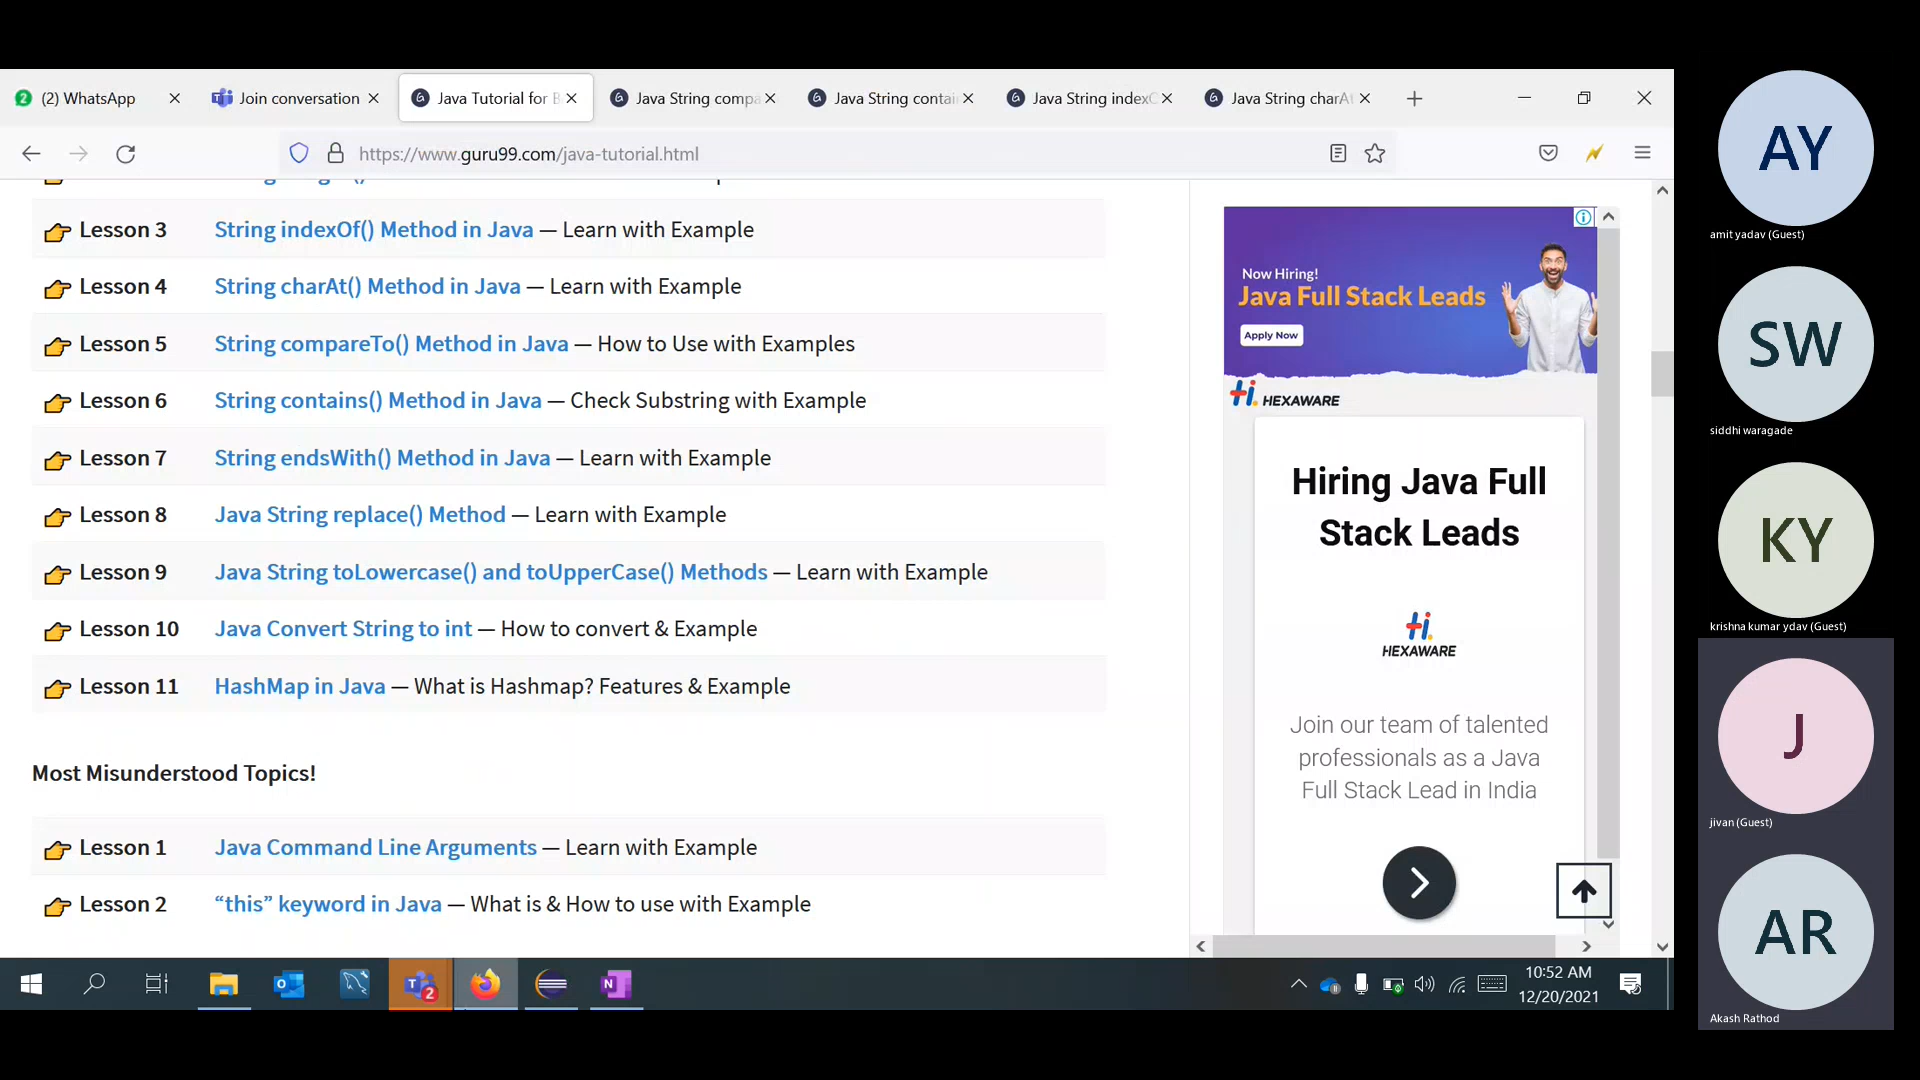 2 (2) WhatsApp
Join conversation
Java Tutorial for B
Java String compa
Java String contai
Java String indexO
Java String charAt
https://www.guru99.com/java-tutorial.html
Lesson 3 String indexOf() Method in Java — Learn with Example
Lesson 4 String charAt() Method in Java — Learn with Example
Lesson 5 String compareTo() Method in Java — How to Use with Examples
Lesson 6 String contains() Method in Java — Check Substring with Example
Lesson 7 String endsWith() Method in Java — Learn with Example
Lesson 8 Java String replace() Method — Learn with Example
Lesson 9 Java String toLowercase() and toUpperCase() Methods — Learn with Example
Lesson 10 Java Convert String to int — How to convert & Example
Lesson 11 HashMap in Java — What is Hashmap? Features & Example
Most Misunderstood Topics!
Lesson 1 Java Command Line Arguments — Learn with Example
Lesson 2 “this” keyword in Java — What is & How to use with Example
Now Hiring!
Java Full Stack Leads
Apply Now
Hi. HEXAWARE
Hiring Java Full
Stack Leads
Hi.
HEXAWARE
Join our team of talented
professionals as a Java
Full Stack Lead in India
2
N
10:52 AM
12/20/2021
AY
amit yadav (Guest)
SW
siddhi waragade
KY
krishna kumar ydav (Guest)
J
jivan (Guest)
AR
Akash Rathod